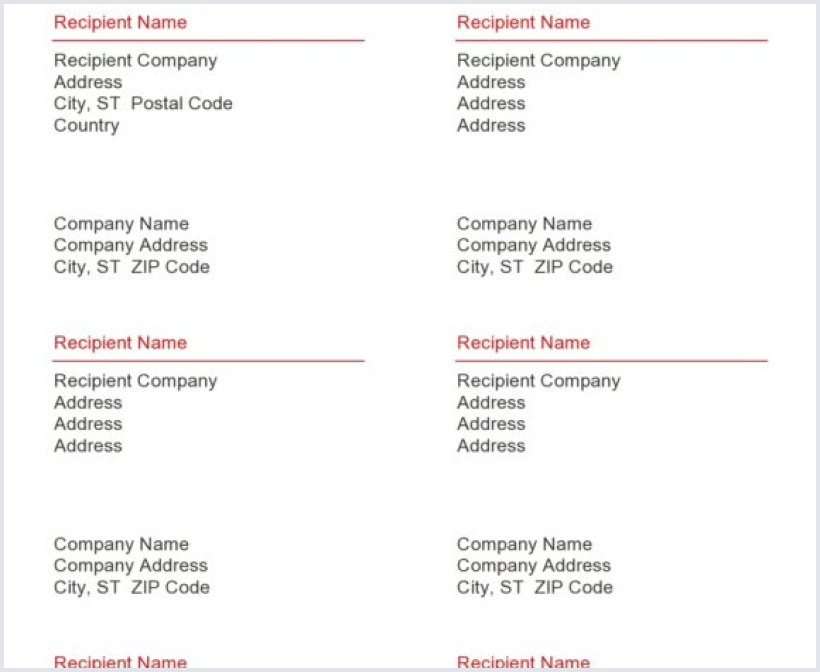 Recipient Name
Recipient Company
Address
City, ST  Postal Code
Country
Company Name
Company Address
City, ST  ZIP Code
Recipient Name
Recipient Company
Address
Address
Address
Company Name
Company Address
City, ST  ZIP Code
Recipient Name
Recipient Company
Address
Address
Address
Company Name
Company Address
City, ST  ZIP Code
Recipient Name
Recipient Company
Address
Address
Address
Company Name
Company Address
City, ST  ZIP Code
Recipient Name
Recipient Name